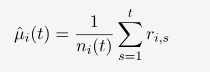 $\hat{\mu}_i(t) = \frac{1}{n_i(t)} \sum_{s=1}^{t} r_{i,s}$